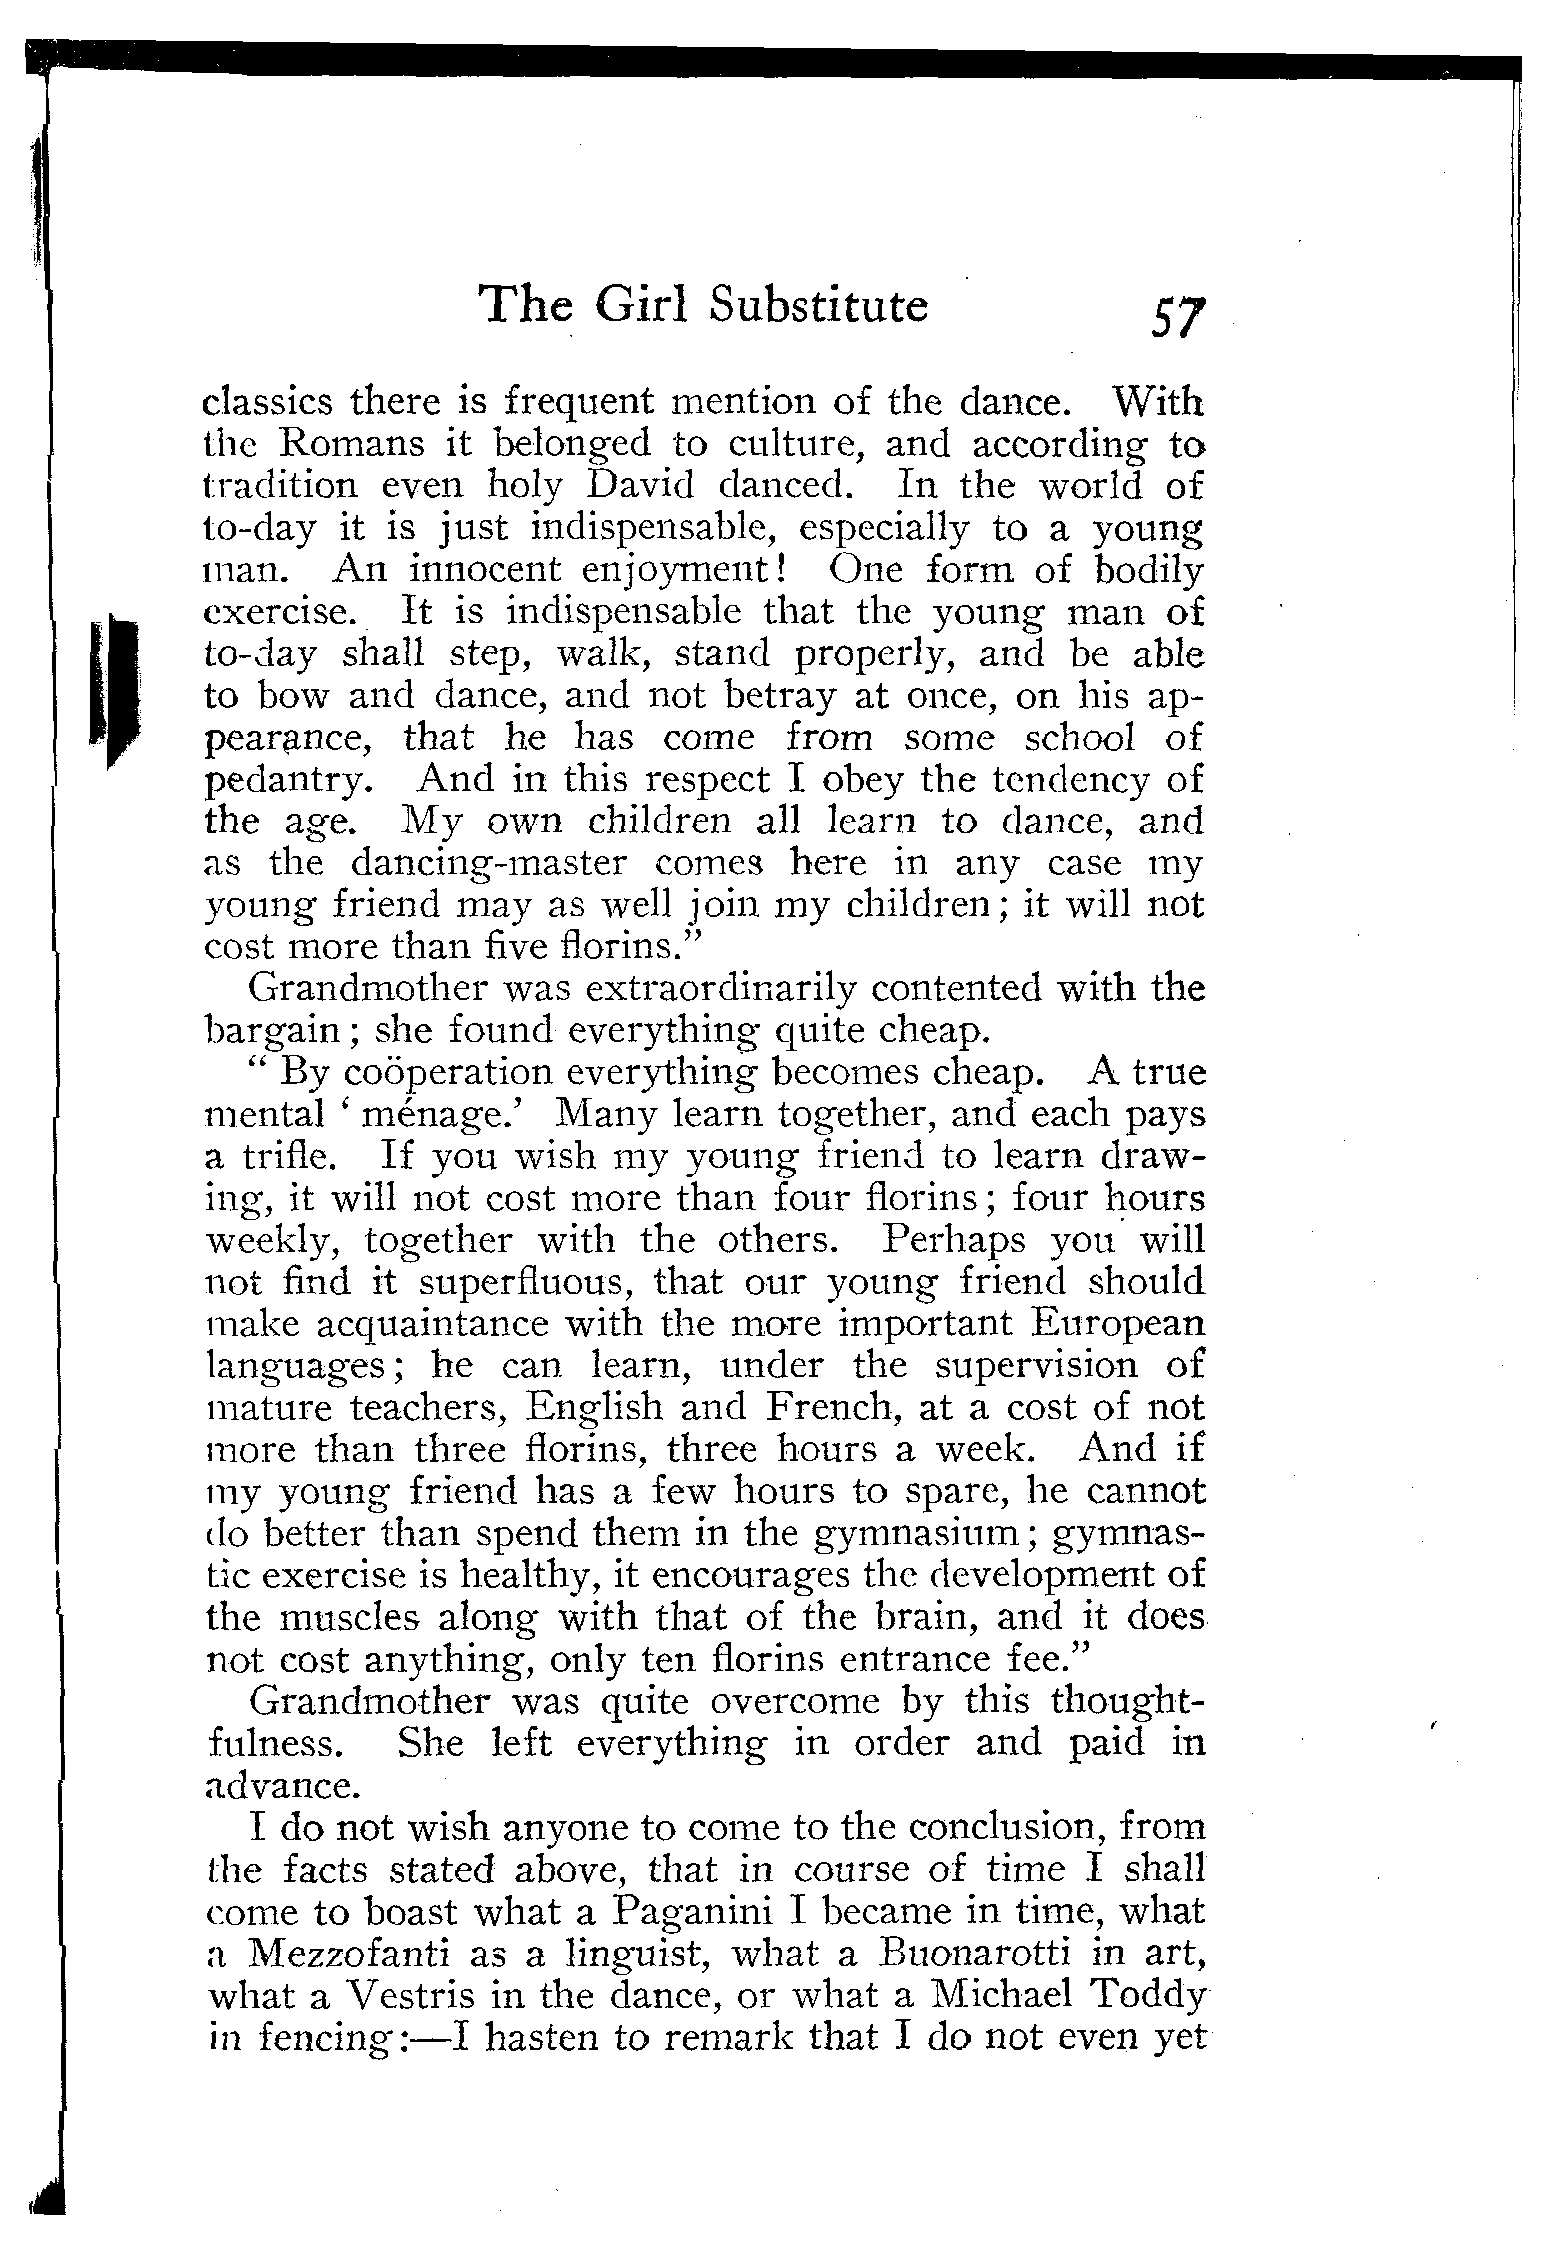 The Girl Substitute 57
classics there is frequent mention of the dance. With
the Romans it belonged to culture, and according to
tradition even holy David danced. In the world of
to-day it is just indispensable, especially to a young
man. An innocent enjoyment! One form of bodily
exercise. It is indispensable that the young man of
to-day shall step, walk, stand properly, and be able
to bow and dance, and not betray at once, on his ap-
pearance, that he has come from some school of
pedantry. And in this respect I obey the tendency of
the age. My own children all learn to dance, and
as the dancing-master comes here in any case my
young friend may as well join my children; it will not
cost more than five florins.”
Grandmother was extraordinarily contented with the
bargain; she found everything quite cheap.
“ By coöperation everything becomes cheap. A true
mental ‘ ménage.’ Many learn together, and each pays
a trifle. If you wish my young friend to learn draw-
ing, it will not cost more than four florins; four hours
weekly, together with the others. Perhaps you will
not find it superfluous, that our young friend should
make acquaintance with the more important European
languages; he can learn, under the supervision of
mature teachers, English and French, at a cost of not
more than three florins, three hours a week. And if
my young friend has a few hours to spare, he cannot
do better than spend them in the gymnasium; gymnas-
tic exercise is healthy, it encourages the development of
the muscles along with that of the brain, and it does
not cost anything, only ten florins entrance fee.”
Grandmother was quite overcome by this thought-
fulness. She left everything in order and paid in
advance.
I do not wish anyone to come to the conclusion, from
the facts stated above, that in course of time I shall
come to boast what a Paganini I became in time, what
a Mezzofanti as a linguist, what a Buonarotti in art,
what a Vestris in the dance, or what a Michael Toddy
in fencing:—I hasten to remark that I do not even yet